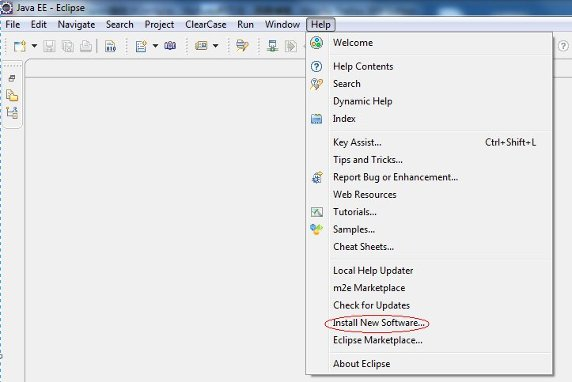 Java EE - Eclipse
File Edit Navigate Search Project ClearCase Run Window Help
Welcome
Help Contents
Search
Dynamic Help
Index
Key Assist... Ctrl+Shift+L
Tips and Tricks...
Report Bug or Enhancement...
Web Resources
Tutorials...
Samples...
Cheat Sheets...
Local Help Updater
m2e Marketplace
Check for Updates
Install New Software...
Eclipse Marketplace...
About Eclipse